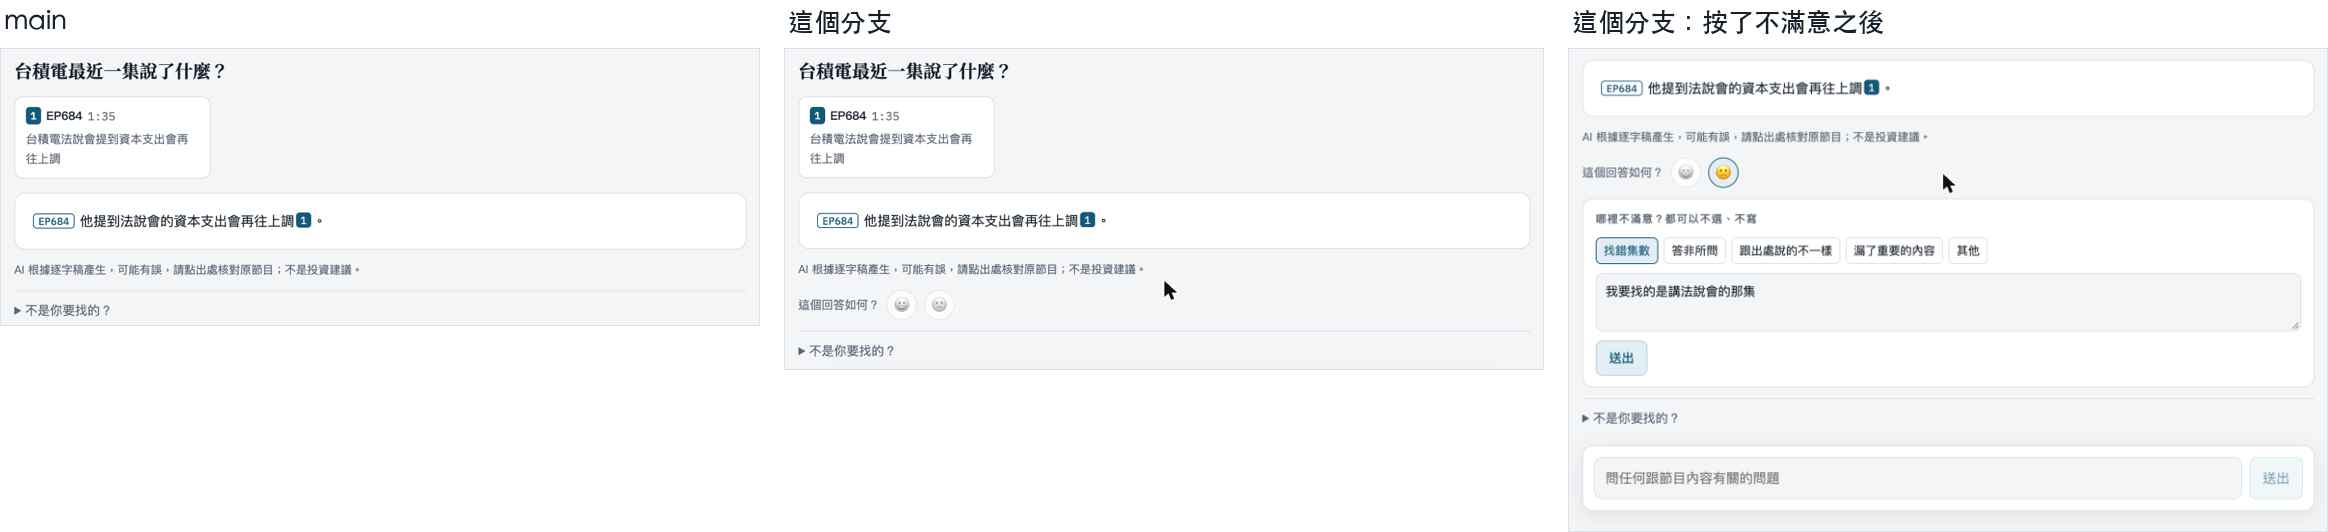 main
台積電最近一集說了什麼？
1 EP684 1:35
台積電法說會提到資本支出會再
往上調
EP684 他提到法說會的資本支出會再往上調 1 。
AI 根據逐字稿產生，可能有誤，請點出處核對原節目；不是投資建議。
▶ 不是你要找的？
這個分支
台積電最近一集說了什麼？
1 EP684 1:35
台積電法說會提到資本支出會再
往上調
EP684 他提到法說會的資本支出會再往上調 1 。
AI 根據逐字稿產生，可能有誤，請點出處核對原節目；不是投資建議。
這個回答如何？
▶ 不是你要找的？
這個分支：按了不滿意之後
EP684 他提到法說會的資本支出會再往上調 1 。
AI 根據逐字稿產生，可能有誤，請點出處核對原節目；不是投資建議。
這個回答如何？
哪裡不滿意？都可以不選、不寫
找錯集數 答非所問 跟出處說的不一樣 漏了重要的內容 其他
我要找的是講法說會的那集
送出
▶ 不是你要找的？
問任何跟節目內容有關的問題 送出